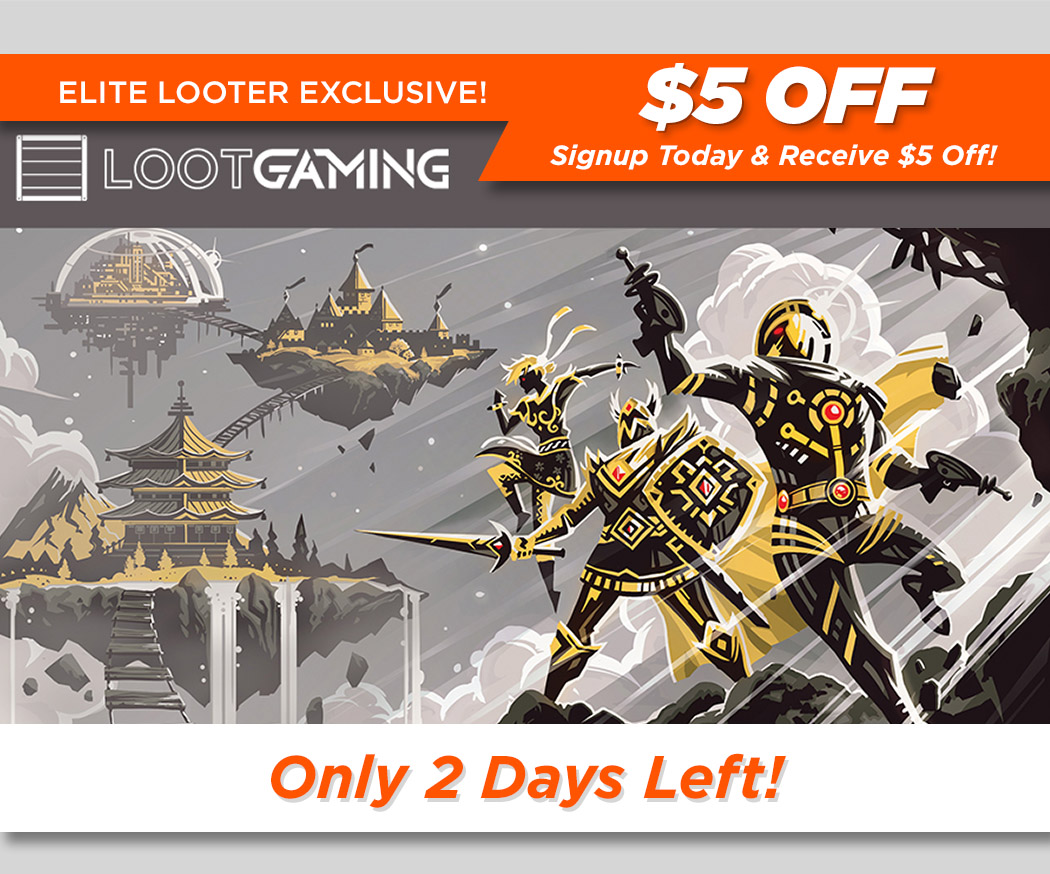 ELITE LOOTER EXCLUSIVE!
$5 OFF
Signup Today & Receive $5 Off!
LOOTGAMING
Only 2 Days Left!